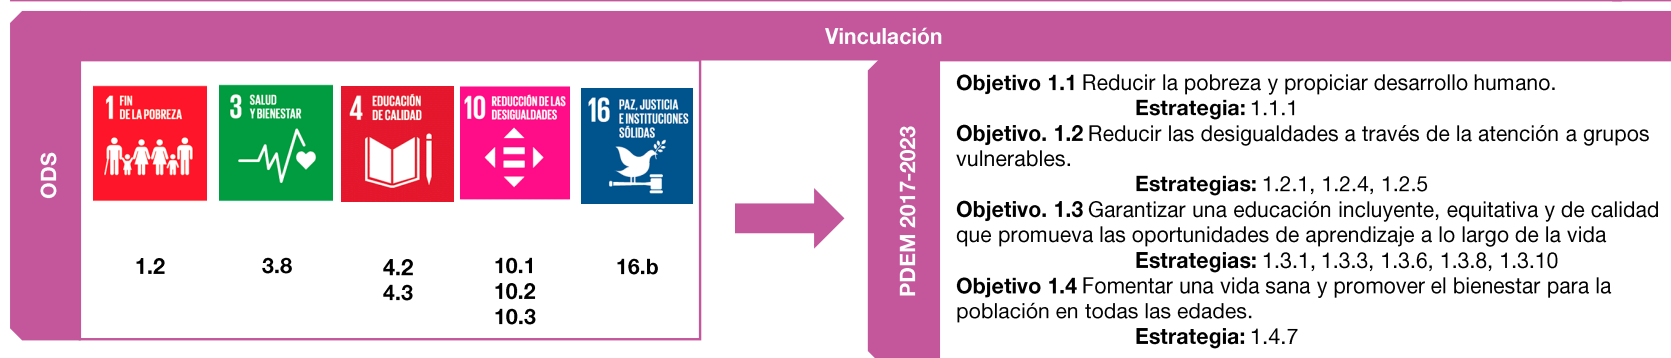 Vinculación
ODS
1 FIN
DE LA POBREZA
3 SALUD
Y BIENESTAR
4 EDUCACIÓN
DE CALIDAD
10 REDUCCIÓN DE LAS
DESIGUALDADES
16 PAZ, JUSTICIA
E INSTITUCIONES
SÓLIDAS
1.2
3.8
4.2
4.3
10.1
10.2
10.3
16.b
PDEM 2017-2023
Objetivo 1.1 Reducir la pobreza y propiciar desarrollo humano.
Estrategia: 1.1.1
Objetivo. 1.2 Reducir las desigualdades a través de la atención a grupos
vulnerables.
Estrategias: 1.2.1, 1.2.4, 1.2.5
Objetivo. 1.3 Garantizar una educación incluyente, equitativa y de calidad
que promueva las oportunidades de aprendizaje a lo largo de la vida
Estrategias: 1.3.1, 1.3.3, 1.3.6, 1.3.8, 1.3.10
Objetivo 1.4 Fomentar una vida sana y promover el bienestar para la
población en todas las edades.
Estrategia: 1.4.7